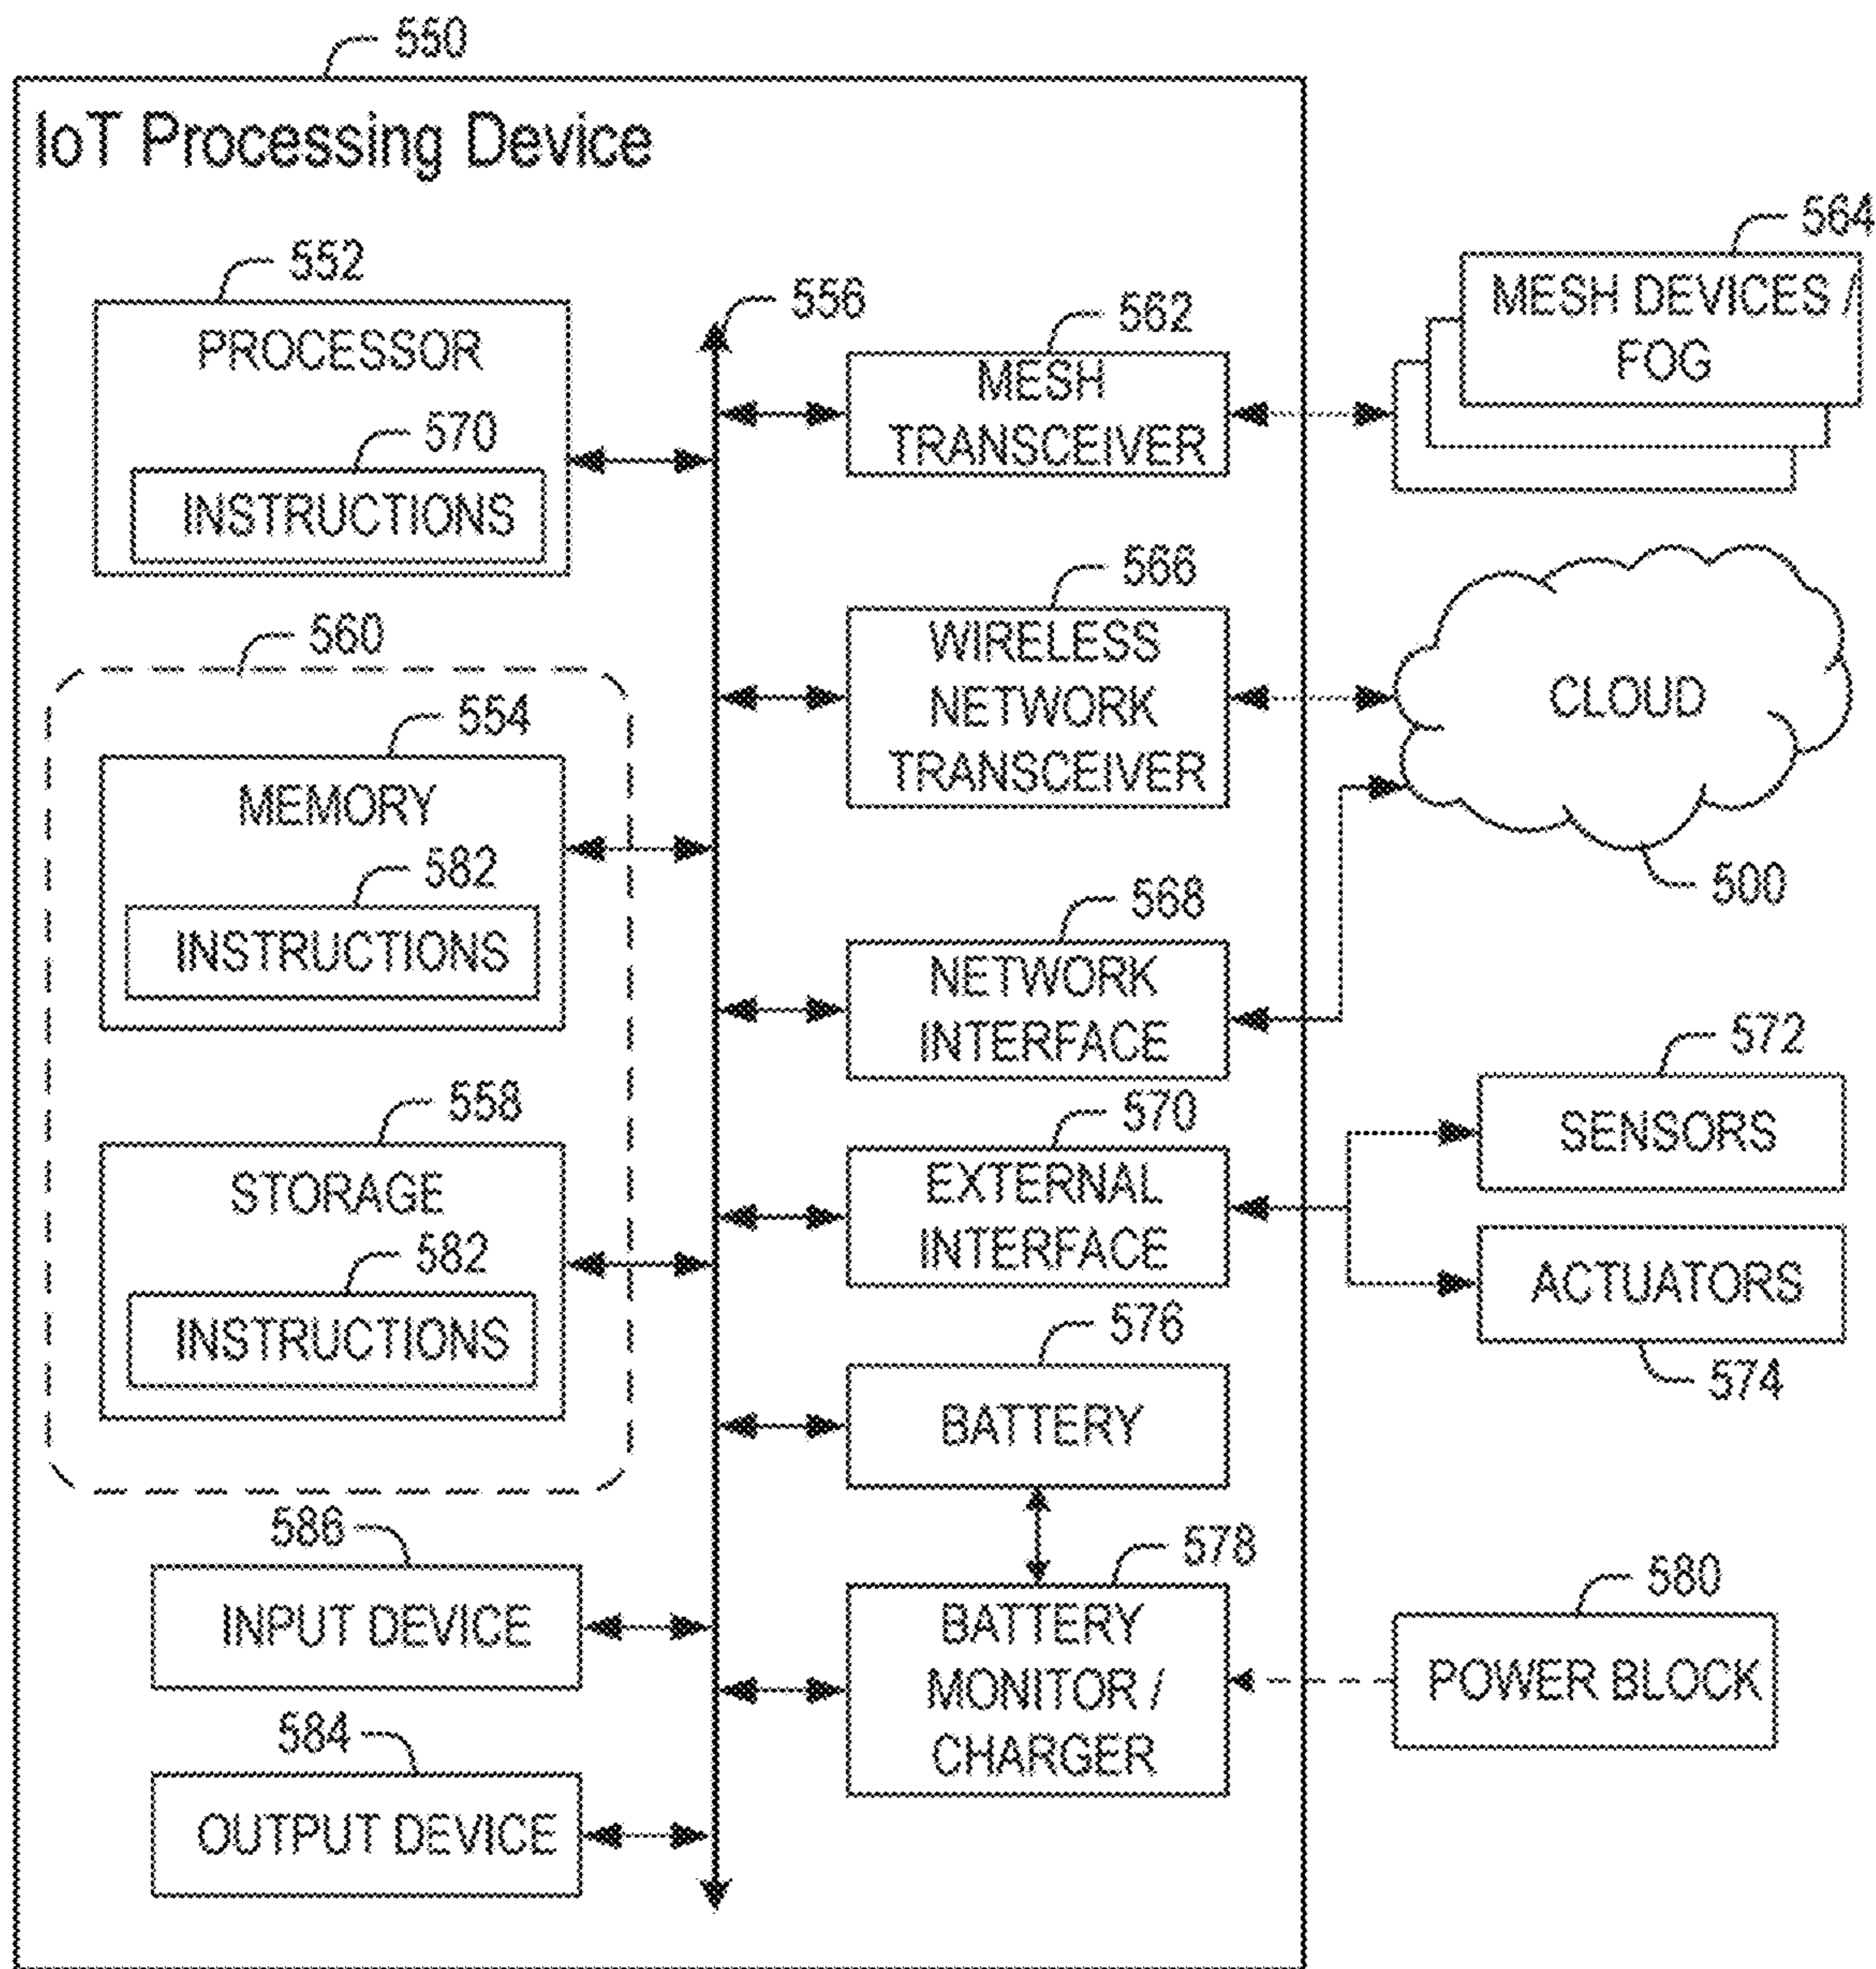 550
IoT Processing Device
552
PROCESSOR
570
INSTRUCTIONS
560
554
MEMORY
582
INSTRUCTIONS
558
STORAGE
582
INSTRUCTIONS
586
INPUT DEVICE
584
OUTPUT DEVICE
556
562
MESH
TRANSCEIVER
566
WIRELESS
NETWORK
TRANSCEIVER
568
NETWORK
INTERFACE
570
EXTERNAL
INTERFACE
576
BATTERY
578
BATTERY
MONITOR /
CHARGER
564
MESH DEVICES /
FOG
CLOUD
500
572
SENSORS
ACTUATORS
574
580
POWER BLOCK